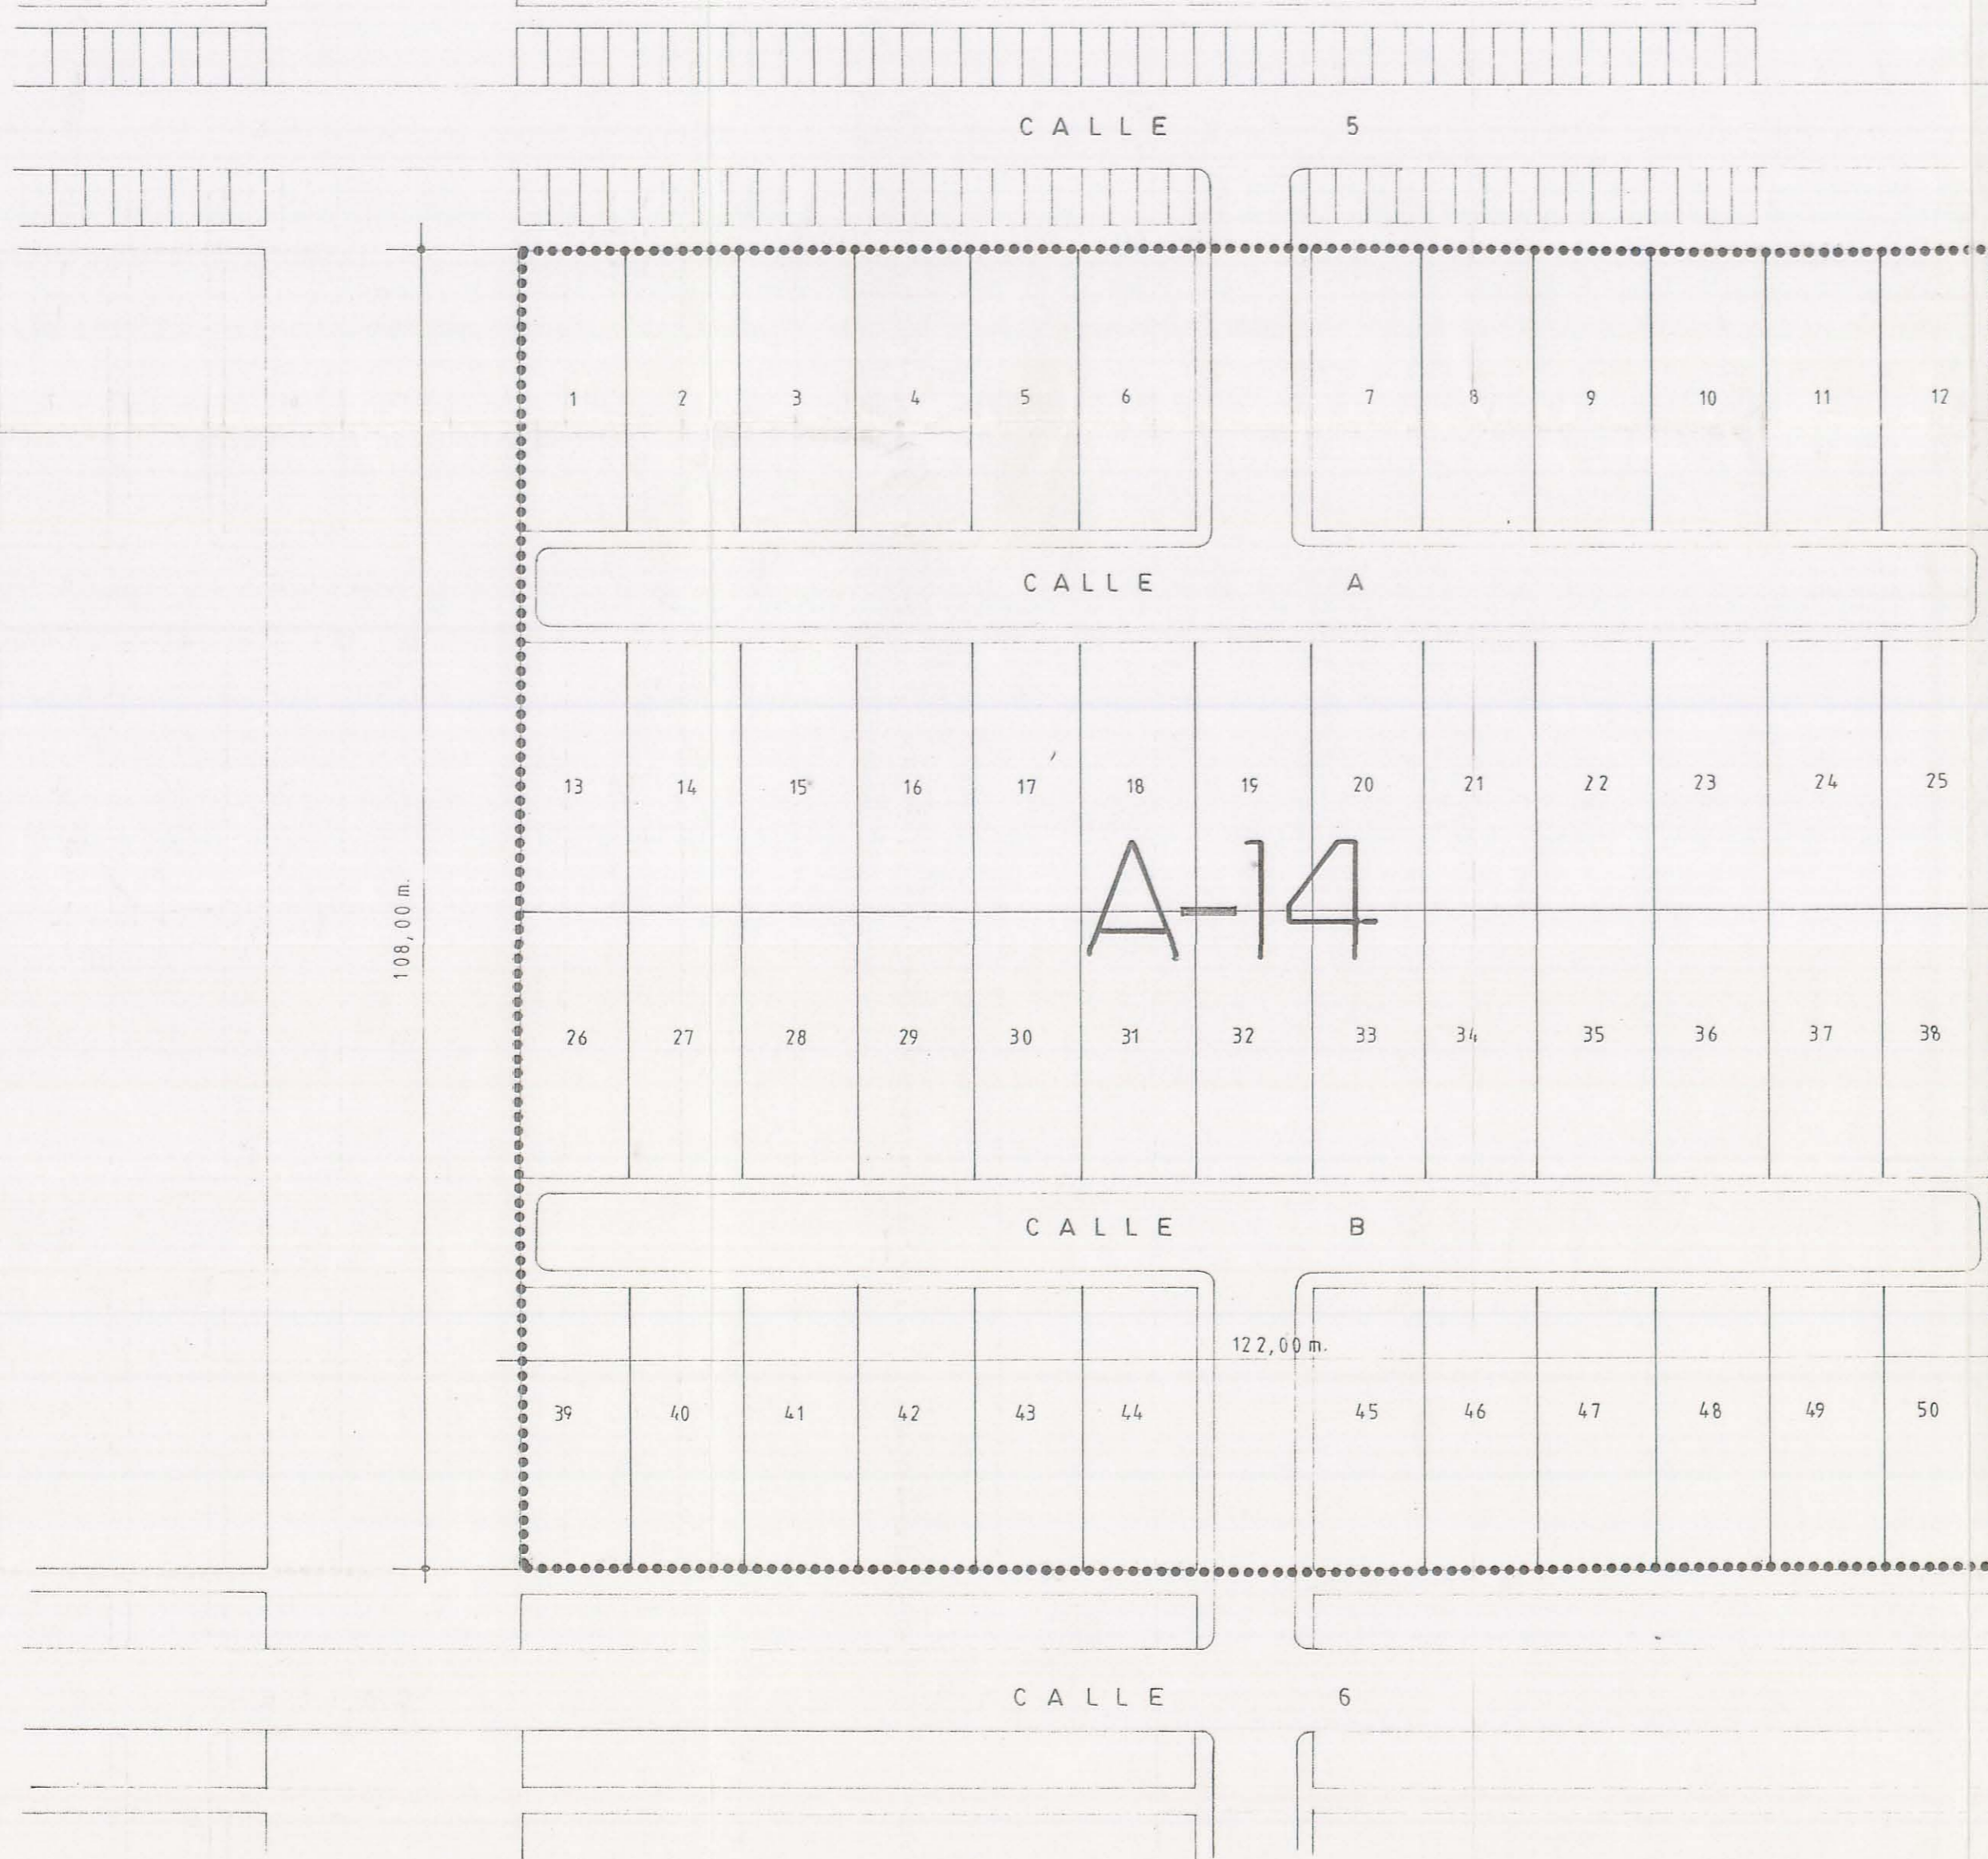 CALLE 5
1 2 3 4 5 6 7 8 9 10 11 12
CALLE A
13 14 15 16 17 18 19 20 21 22 23 24 25
A-14
108,00 m.
26 27 28 29 30 31 32 33 34 35 36 37 38
CALLE B
122,00 m.
39 40 41 42 43 44 45 46 47 48 49 50
CALLE 6